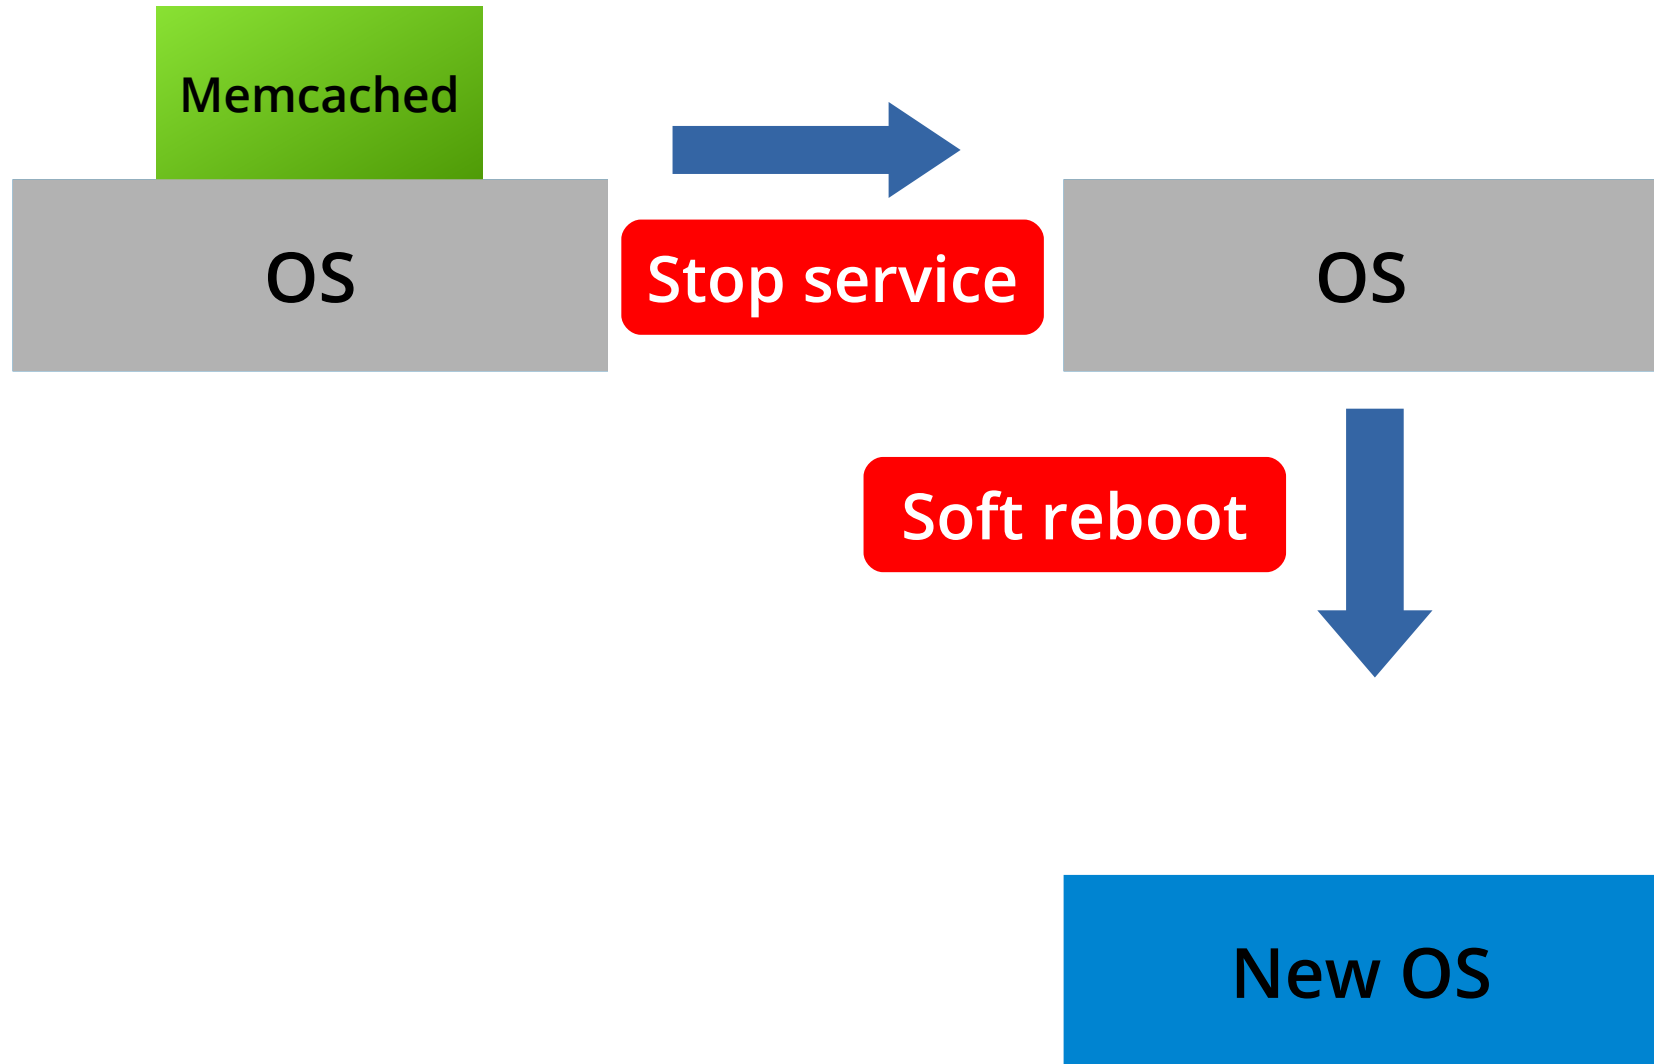 Memcached
OS
Stop service
OS
Soft reboot
New OS